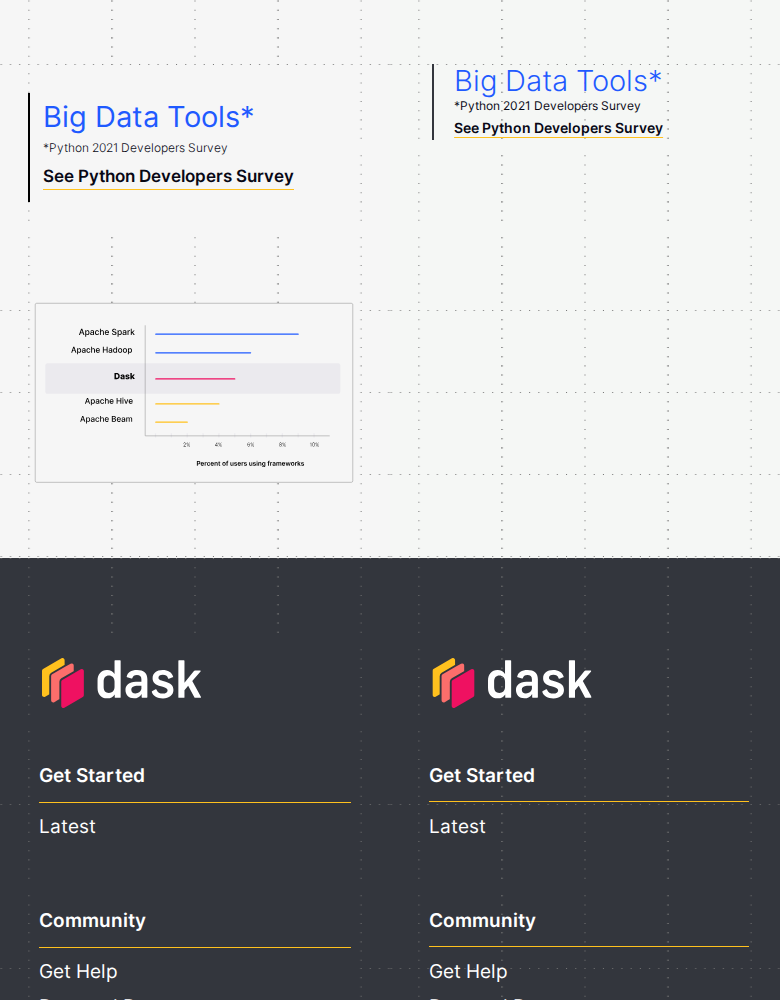 Big Data Tools*
*Python 2021 Developers Survey
See Python Developers Survey
Apache Spark
Apache Hadoop
Dask
Apache Hive
Apache Beam
2% 4% 6% 8% 10%
Percent of users using frameworks
dask
Get Started
Latest
Community
Get Help
Big Data Tools*
*Python 2021 Developers Survey
See Python Developers Survey
dask
Get Started
Latest
Community
Get Help